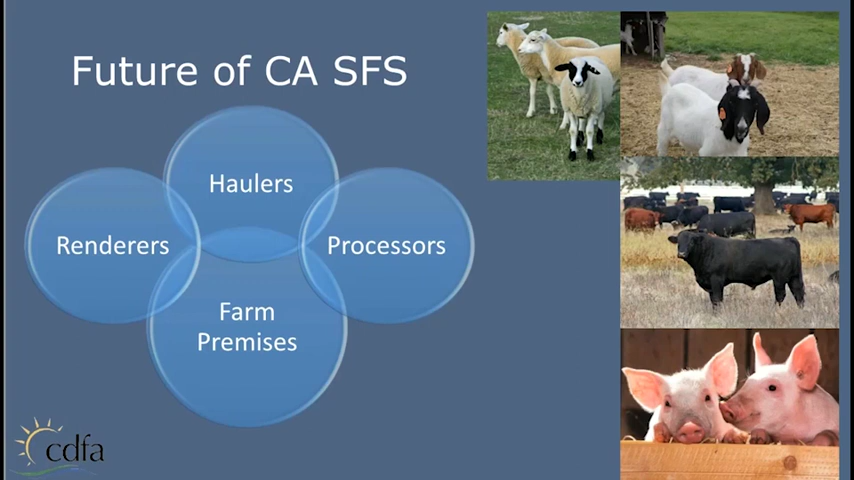 Future of CA SFS
Haulers
Renderers
Processors
Farm
Premises
cdfa